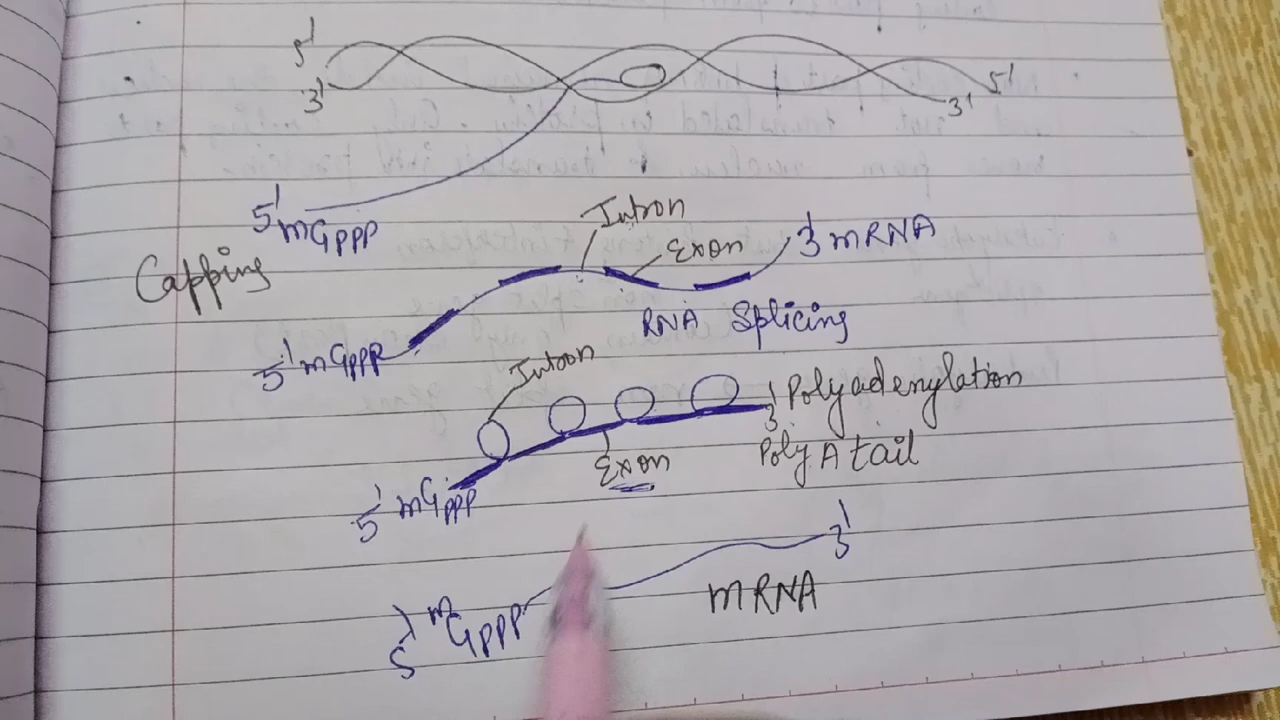 5' 5'
3' 3'
5' mGPPP
Capping
Intron
Exon
3' mRNA
RNA Splicing
5' mGPPP
Intron
3' Polyadenylation
Poly A tail
Exon
5' mGPPP
3'
mRNA
5' mGPPP